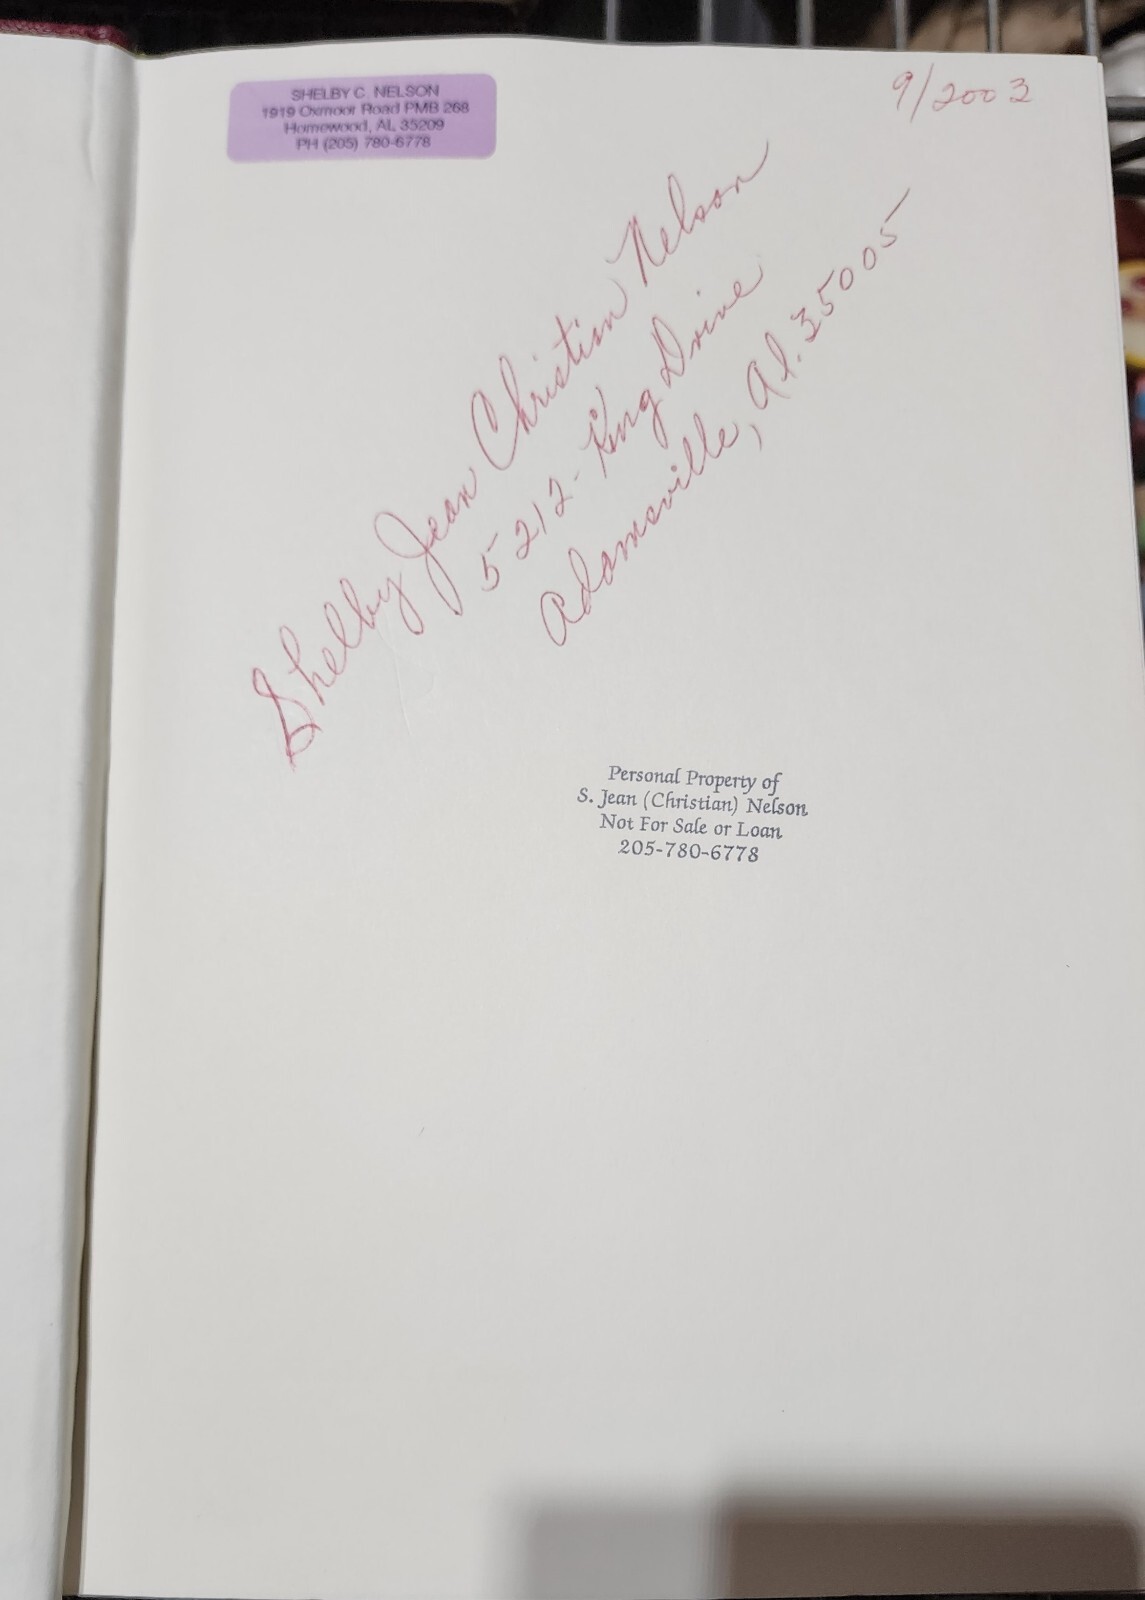 SHELBY C. NELSON
1919 Oxmoor Road PMB 268
Homewood, AL 35209
PH (205) 780-6778
9/2003
Shelby Jean Christian Nelson
5212 - King Drive
Adamsville, Al. 35005
Personal Property of
S. Jean (Christian) Nelson
Not For Sale or Loan
205-780-6778